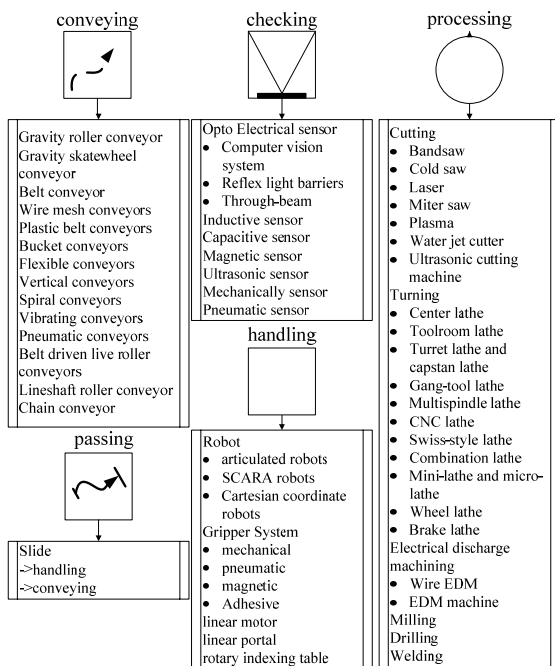 conveying
Gravity roller conveyor
Gravity skatewheel
conveyor
Belt conveyor
Wire mesh conveyors
Plastic belt conveyors
Bucket conveyors
Flexible conveyors
Vertical conveyors
Spiral conveyors
Vibrating conveyors
Pneumatic conveyors
Belt driven live roller
conveyors
Lineshaft roller conveyor
Chain conveyor
passing
Slide
->handling
->conveying
checking
Opto Electrical sensor
• Computer vision
system
• Reflex light barriers
• Through-beam
Inductive sensor
Capacitive sensor
Magnetic sensor
Ultrasonic sensor
Mechanically sensor
Pneumatic sensor
handling
Robot
• articulated robots
• SCARA robots
• Cartesian coordinate
robots
Gripper System
• mechanical
• pneumatic
• magnetic
• Adhesive
linear motor
linear portal
rotary indexing table
processing
Cutting
• Bandsaw
• Cold saw
• Laser
• Miter saw
• Plasma
• Water jet cutter
• Ultrasonic cutting
machine
Turning
• Center lathe
• Toolroom lathe
• Turret lathe and
capstan lathe
• Gang-tool lathe
• Multispindle lathe
• CNC lathe
• Swiss-style lathe
• Combination lathe
• Mini-lathe and micro-
lathe
• Wheel lathe
• Brake lathe
Electrical discharge
machining
• Wire EDM
• EDM machine
Milling
Drilling
Welding